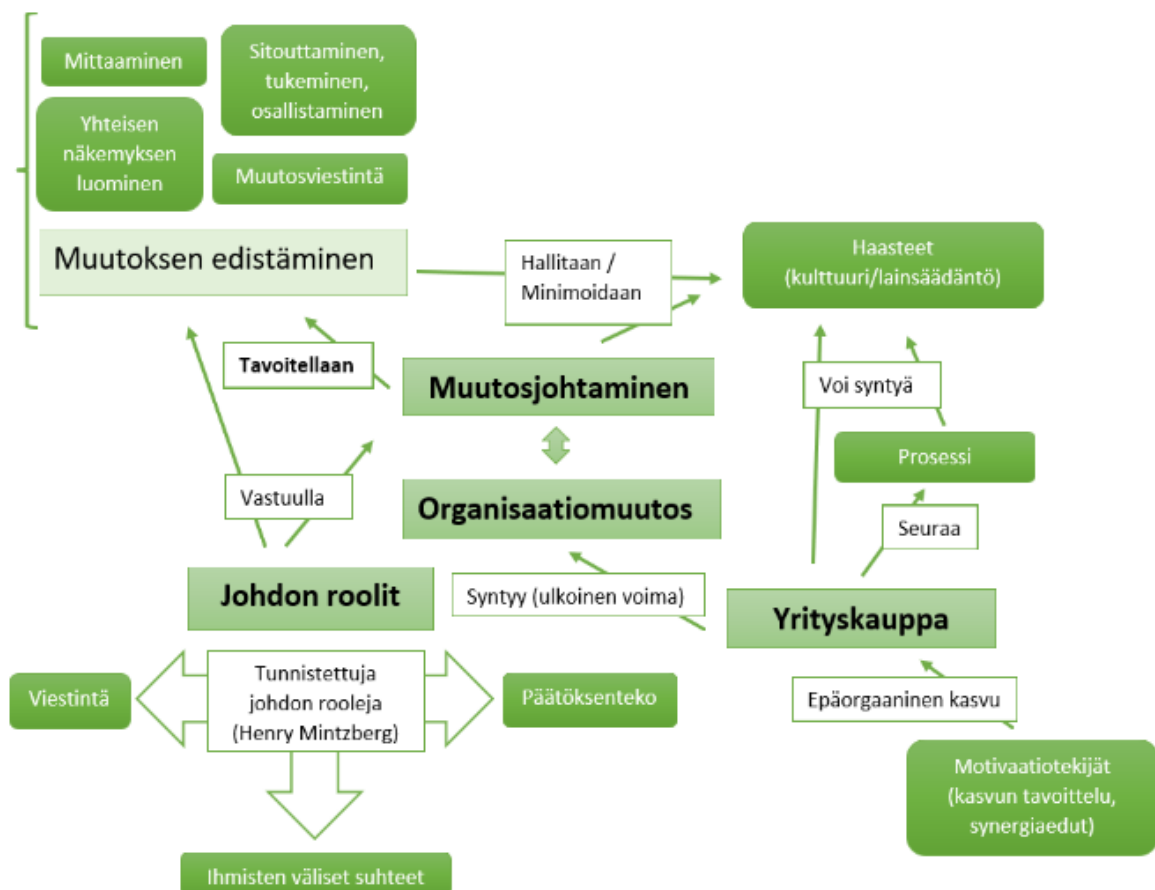 Mittaaminen
Sitouttaminen,
tukeminen,
osallistaminen
Yhteisen
näkemyksen
luominen
Muutosviestintä
Muutoksen edistäminen
Hallitaan /
Minimoidaan
Haasteet
(kulttuuri/lainsäädäntö)
Tavoitellaan
Muutosjohtaminen
Voi syntyä
Prosessi
Vastuulla
Organisaatiomuutos
Seuraa
Johdon roolit
Syntyy (ulkoinen voima)
Yrityskauppa
Viestintä
Tunnistettuja
johdon rooleja
(Henry Mintzberg)
Päätöksenteko
Epäorgaaninen kasvu
Motivaatiotekijät
(kasvun tavoittelu,
synergiaedut)
Ihmisten väliset suhteet